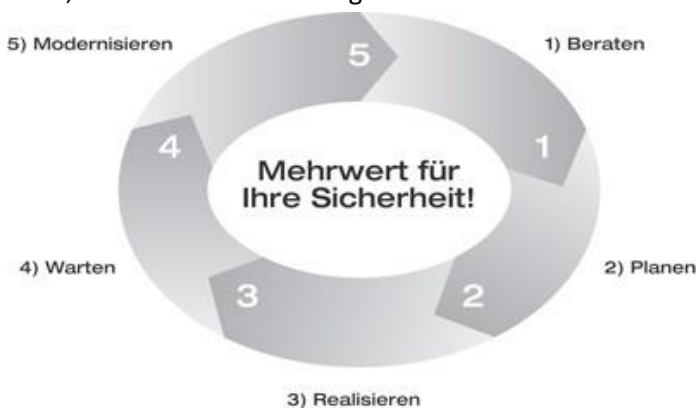 5) Modernisieren
5
1) Beraten
4
1
Mehrwert für
Ihre Sicherheit!
4) Warten
2) Planen
3
2
3) Realisieren